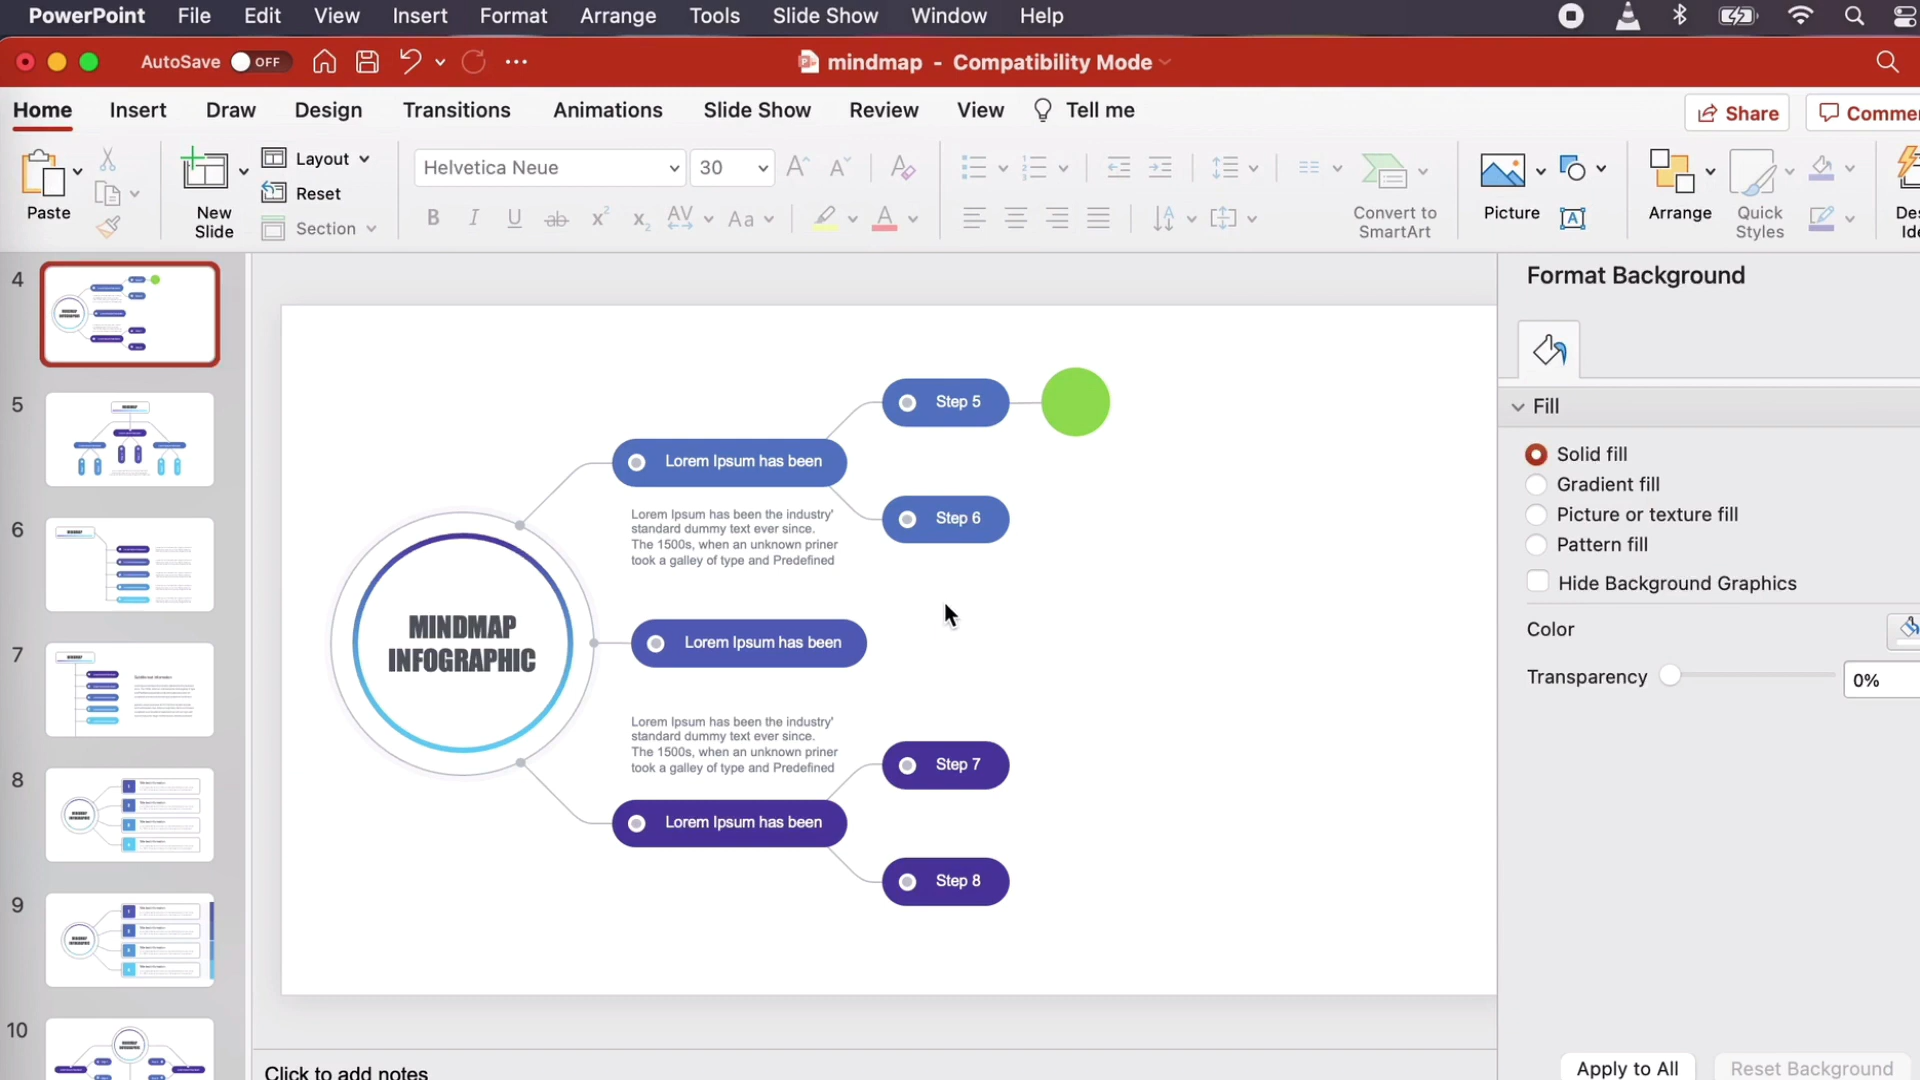 PowerPoint File Edit View Insert Format Arrange Tools Slide Show Window Help
AutoSave OFF mindmap - Compatibility Mode
Home Insert Draw Design Transitions Animations Slide Show Review View Tell me Share
Paste
New
Slide
Layout
Reset
Section
Helvetica Neue 30
Convert to
SmartArt
Picture
Arrange
Quick
Styles
4
5
6
7
8
9
10
MINDMAP
INFOGRAPHIC
Lorem Ipsum has been
Step 5
Step 6
Lorem Ipsum has been the industry'
standard dummy text ever since.
The 1500s, when an unknown priner
took a galley of type and Predefined
Lorem Ipsum has been
Lorem Ipsum has been the industry'
standard dummy text ever since.
The 1500s, when an unknown priner
took a galley of type and Predefined
Lorem Ipsum has been
Step 7
Step 8
Click to add notes
Format Background
Fill
Solid fill
Gradient fill
Picture or texture fill
Pattern fill
Hide Background Graphics
Color
Transparency 0%
Apply to All Reset Background